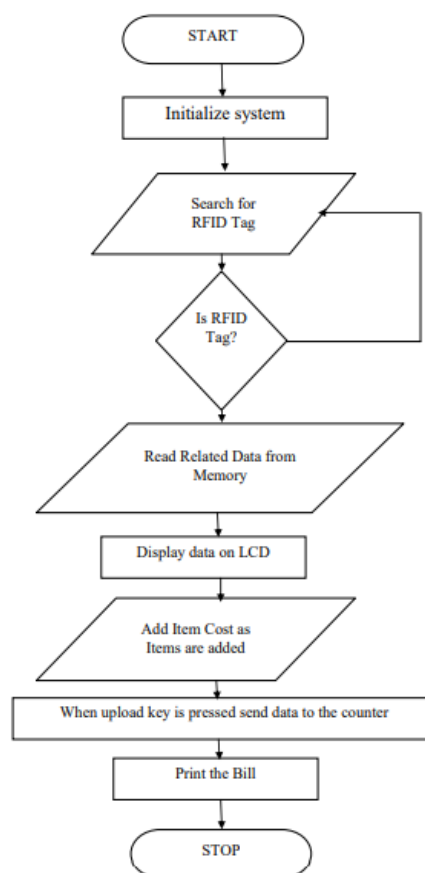 START
Initialize system
Search for
RFID Tag
Is RFID
Tag?
Read Related Data from
Memory
Display data on LCD
Add Item Cost as
Items are added
When upload key is pressed send data to the counter
Print the Bill
STOP